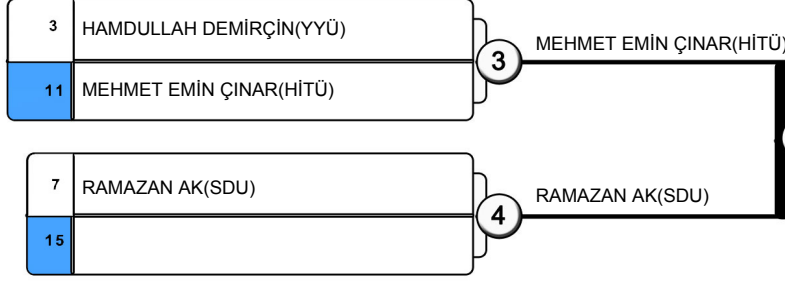 3 HAMDULLAH DEMİRÇİN(YYÜ)
3
MEHMET EMİN ÇINAR(HİTÜ)
11 MEHMET EMİN ÇINAR(HİTÜ)
7 RAMAZAN AK(SDU)
4
RAMAZAN AK(SDU)
15